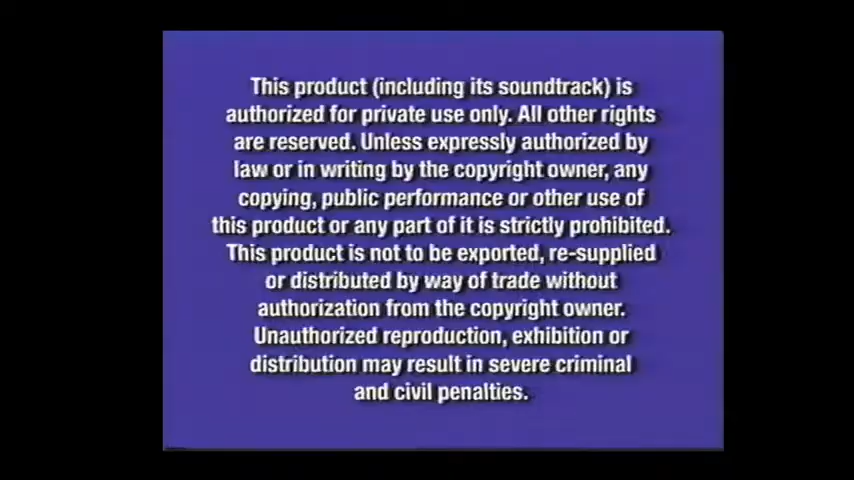 This product (including its soundtrack) is
authorized for private use only. All other rights
are reserved. Unless expressly authorized by
law or in writing by the copyright owner, any
copying, public performance or other use of
this product or any part of it is strictly prohibited.
This product is not to be exported, re-supplied
or distributed by way of trade without
authorization from the copyright owner.
Unauthorized reproduction, exhibition or
distribution may result in severe criminal
and civil penalties.